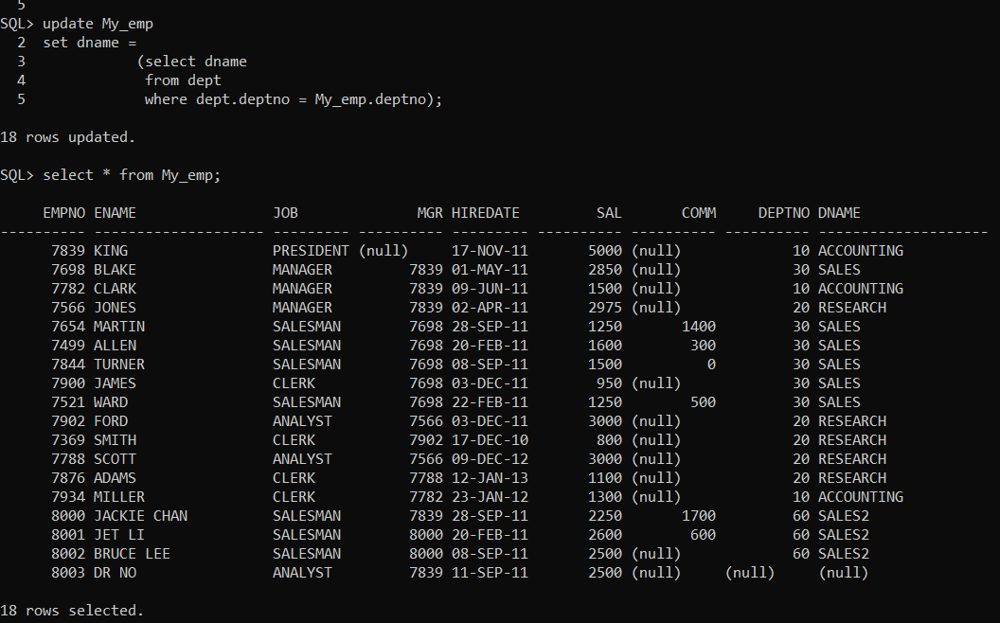 5
SQL> update My_emp
  2  set dname =
  3             (select dname
  4              from dept
  5              where dept.deptno = My_emp.deptno);
18 rows updated.
SQL> select * from My_emp;
     EMPNO ENAME                JOB              MGR HIREDATE         SAL       COMM     DEPTNO DNAME
---------- -------------------- --------- ---------- --------- ---------- ---------- ---------- --------------------
      7839 KING                 PRESIDENT (null)     17-NOV-11       5000 (null)             10 ACCOUNTING
      7698 BLAKE                MANAGER         7839 01-MAY-11       2850 (null)             30 SALES
      7782 CLARK                MANAGER         7839 09-JUN-11       1500 (null)             10 ACCOUNTING
      7566 JONES                MANAGER         7839 02-APR-11       2975 (null)             20 RESEARCH
      7654 MARTIN               SALESMAN        7698 28-SEP-11       1250       1400         30 SALES
      7499 ALLEN                SALESMAN        7698 20-FEB-11       1600        300         30 SALES
      7844 TURNER               SALESMAN        7698 08-SEP-11       1500          0         30 SALES
      7900 JAMES                CLERK           7698 03-DEC-11        950 (null)             30 SALES
      7521 WARD                 SALESMAN        7698 22-FEB-11       1250        500         30 SALES
      7902 FORD                 ANALYST         7566 03-DEC-11       3000 (null)             20 RESEARCH
      7369 SMITH                CLERK           7902 17-DEC-10        800 (null)             20 RESEARCH
      7788 SCOTT                ANALYST         7566 09-DEC-12       3000 (null)             20 RESEARCH
      7876 ADAMS                CLERK           7788 12-JAN-13       1100 (null)             20 RESEARCH
      7934 MILLER               CLERK           7782 23-JAN-12       1300 (null)             10 ACCOUNTING
      8000 JACKIE CHAN          SALESMAN        7839 28-SEP-11       2250       1700         60 SALES2
      8001 JET LI               SALESMAN        8000 20-FEB-11       2600        600         60 SALES2
      8002 BRUCE LEE            SALESMAN        8000 08-SEP-11       2500 (null)             60 SALES2
      8003 DR NO                ANALYST         7839 11-SEP-11       2500 (null)     (null)     (null)
18 rows selected.